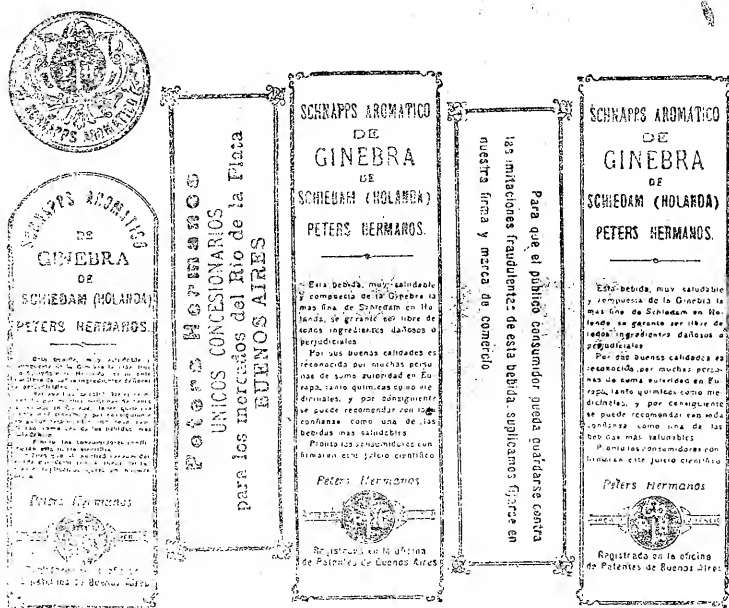 SCHNAPPS AROMATICO
SCHNAPPS AROMATICO
DE
GINEBRA
DE
SCHIEDAM (HOLANDA)
PETERS HERMANOS.
Peters Hermanos
Peters Hermanos
UNICOS CONCESIONARIOS
para los mercados del Rio de la Plata
BUENOS AIRES
SCHNAPPS AROMATICO
DE
GINEBRA
DE
SCHIEDAM (HOLANDA)
PETERS HERMANOS.
Esta bebida, muy saludable
y compuesta de la Ginebra la
mas fina de Schiedam en Ho-
landa, se garante ser libre de
todos ingredientes dañosos o
perjudiciales
Por sus buenas calidades es
reconocida por muchas perso-
nas de suma autoridad en Eu-
ropa, tanto quimicas como me-
dicinales, y por consiguiente
se puede recomendar con toda
confianza como una de las
bebidas mas saludables
Pronto los consumidores con-
firmaran este juicio cientifico
Peters Hermanos
Registrada en la oficina
de Patentes de Buenos Aires
Para que el público consumidor pueda guardarse contra
las imitaciones fraudulentas de esta bebida, suplicamos fijarse en
nuestra firma y marca de comercio
SCHNAPPS AROMATICO
DE
GINEBRA
DE
SCHIEDAM (HOLANDA)
PETERS HERMANOS.
Esta bebida, muy saludable
y compuesta de la Ginebra la
mas fina de Schiedam en Ho-
landa se garante ser libre de
todos ingredientes dañosos o
perjudiciales
Por sus buenas calidades es
reconocida por muchas perso-
nas de suma autoridad en Eu-
ropa, tanto quimicas como me-
dicinales, y por consiguiente
se puede recomendar con toda
confianza como una de las
bebidas más saludables
Pronto los consumidores con-
firmaran este juicio cientifico
Peters Hermanos
Registrada en la oficina
de Patentes de Buenos Aires